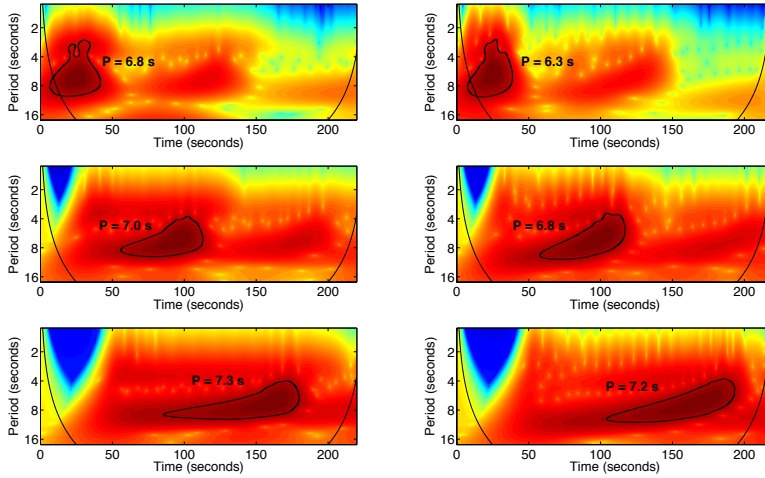 2
4
8
16
Period (seconds)
P = 6.8 s
0 50 100 150 200
Time (seconds)
2
4
8
16
Period (seconds)
P = 6.3 s
0 50 100 150 200
Time (seconds)
2
4
8
16
Period (seconds)
P = 7.0 s
0 50 100 150 200
Time (seconds)
2
4
8
16
Period (seconds)
P = 6.8 s
0 50 100 150 200
Time (seconds)
2
4
8
16
Period (seconds)
P = 7.3 s
0 50 100 150 200
Time (seconds)
2
4
8
16
Period (seconds)
P = 7.2 s
0 50 100 150 200
Time (seconds)